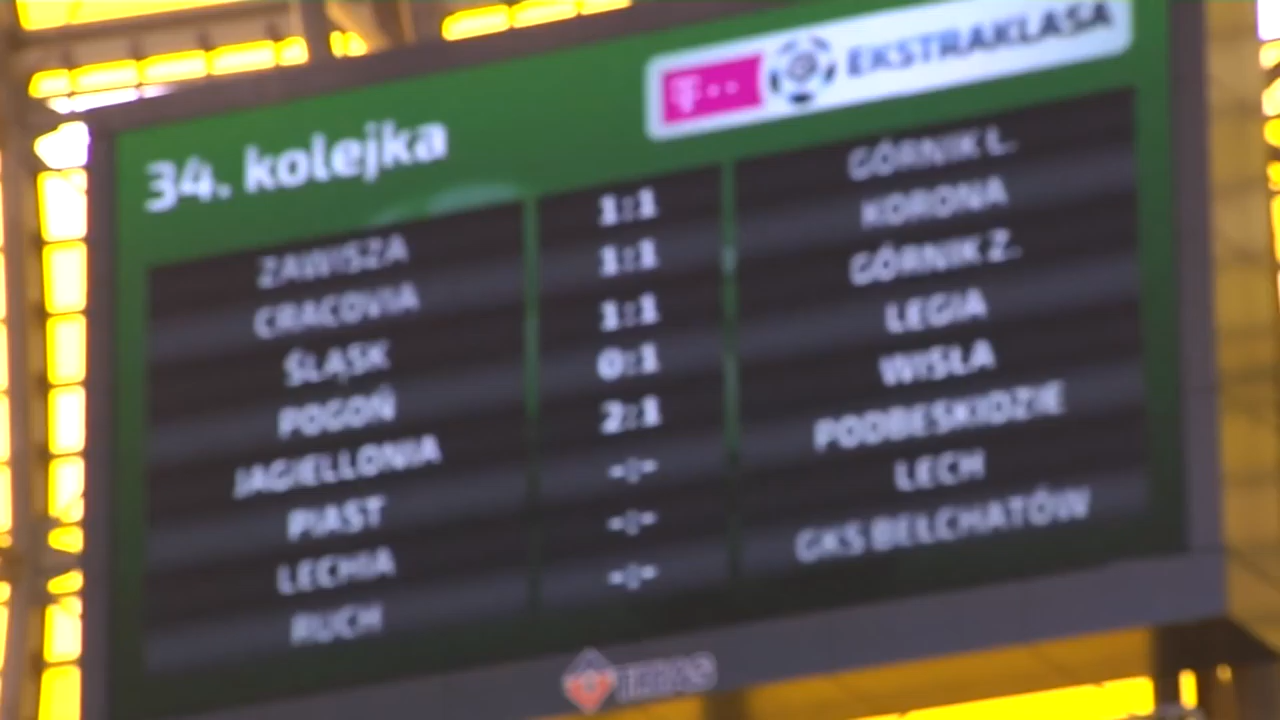 T·· EKSTRAKLASA
34. kolejka
ZAWISZA 1:1 GÓRNIK Ł.
CRACOVIA 1:1 KORONA
ŚLĄSK 1:1 GÓRNIK Z.
POGOŃ 0:1 LEGIA
JAGIELLONIA 2:1 WISŁA
PIAST -:- PODBESKIDZIE
LECHIA -:- LECH
RUCH -:- GKS BEŁCHATÓW